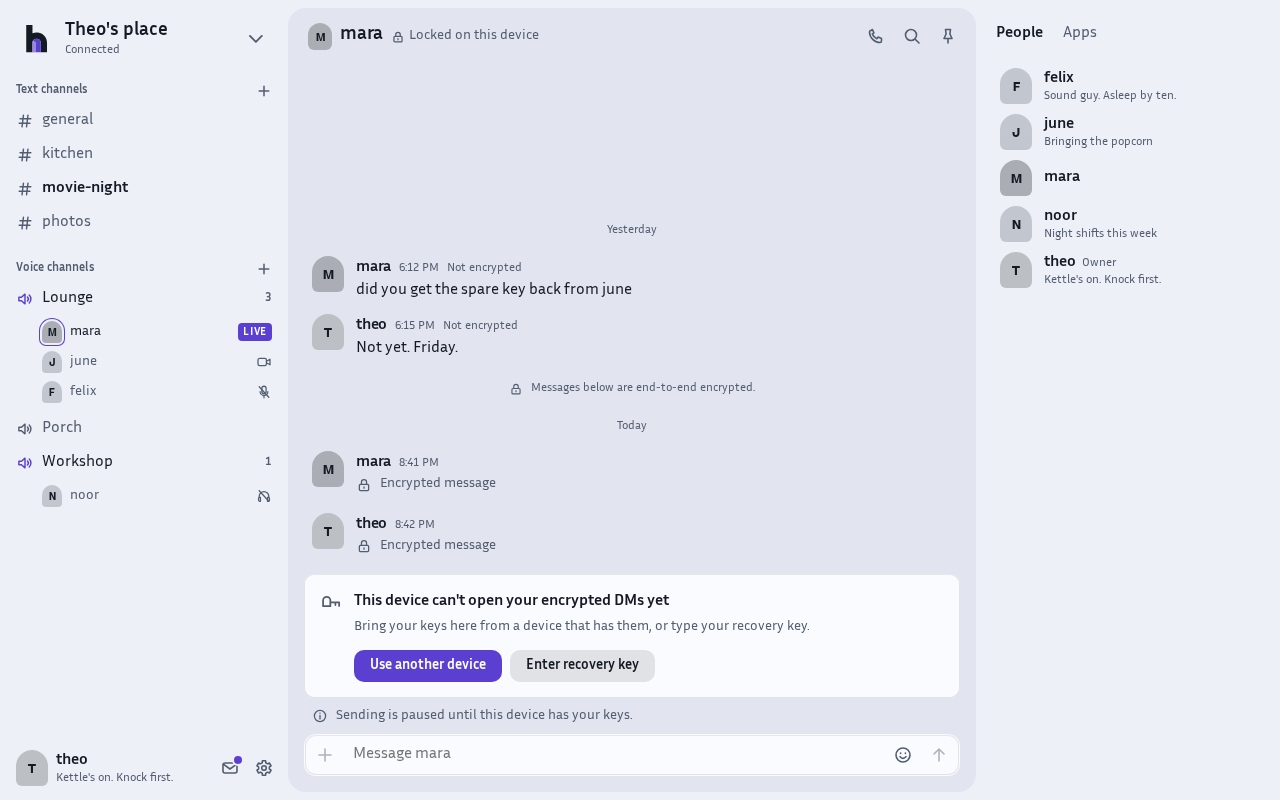 Theo's place
Connected
Text channels
general
kitchen
movie-night
photos
Voice channels
Lounge 3
M mara LIVE
J june
F felix
Porch
Workshop 1
N noor
T theo
Kettle's on. Knock first.
M mara Locked on this device
Yesterday
M mara 6:12 PM Not encrypted
did you get the spare key back from june
T theo 6:15 PM Not encrypted
Not yet. Friday.
Messages below are end-to-end encrypted.
Today
M mara 8:41 PM
Encrypted message
T theo 8:42 PM
Encrypted message
This device can't open your encrypted DMs yet
Bring your keys here from a device that has them, or type your recovery key.
Use another device Enter recovery key
Sending is paused until this device has your keys.
Message mara
People Apps
F felix
Sound guy. Asleep by ten.
J june
Bringing the popcorn
M mara
N noor
Night shifts this week
T theo Owner
Kettle's on. Knock first.